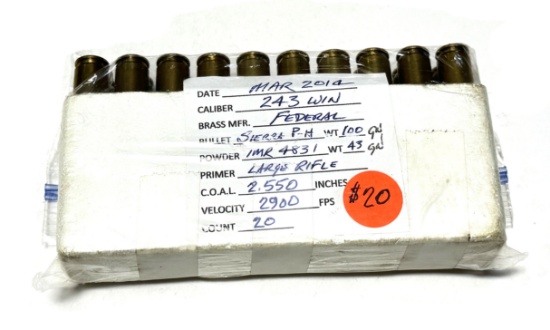 DATE MAR 2014
CALIBER 243 WIN
BRASS MFR. FEDERAL
BULLET SIERRA P-H WT 100 gr
POWDER IMR 4831 WT 43 gr
PRIMER LARGE RIFLE
C.O.A.L. 2.550 INCHES
VELOCITY 2900 FPS
COUNT 20
$20